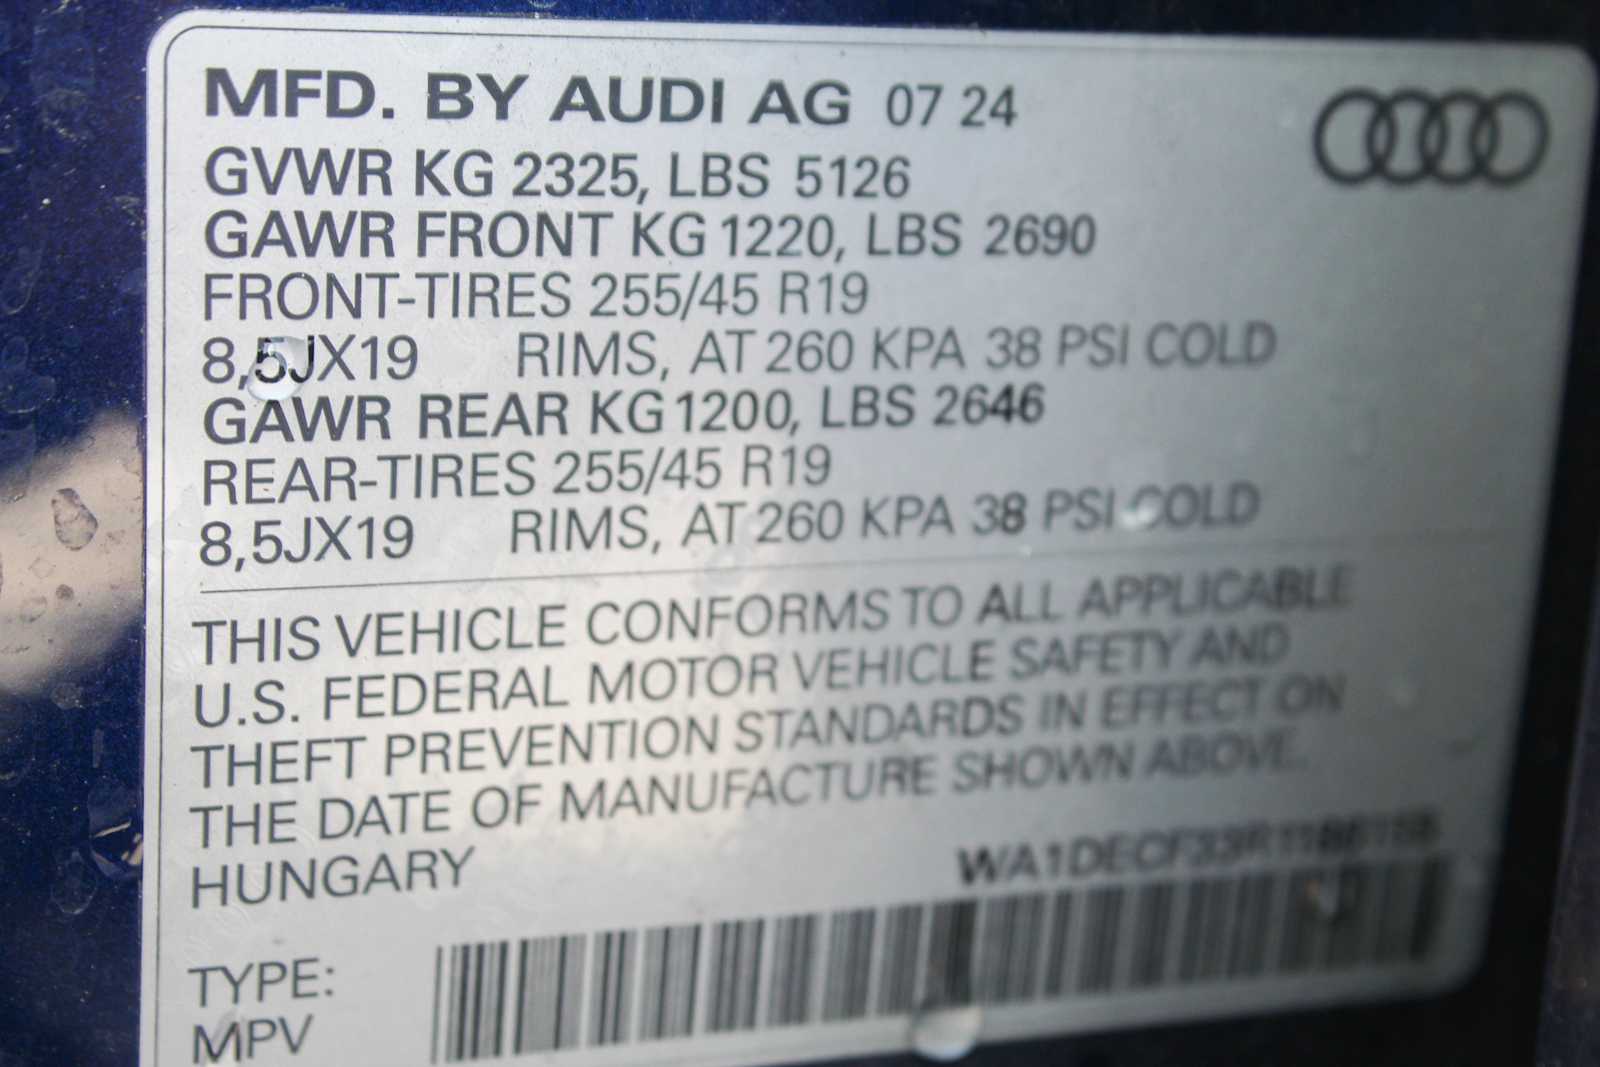 MFD. BY AUDI AG 07 24
GVWR KG 2325, LBS 5126
GAWR FRONT KG 1220, LBS 2690
FRONT-TIRES 255/45 R19
8,5JX19 RIMS, AT 260 KPA 38 PSI COLD
GAWR REAR KG 1200, LBS 2646
REAR-TIRES 255/45 R19
8,5JX19 RIMS, AT 260 KPA 38 PSI COLD
THIS VEHICLE CONFORMS TO ALL APPLICABLE
U.S. FEDERAL MOTOR VEHICLE SAFETY AND
THEFT PREVENTION STANDARDS IN EFFECT ON
THE DATE OF MANUFACTURE SHOWN ABOVE.
HUNGARY
TYPE:
MPV